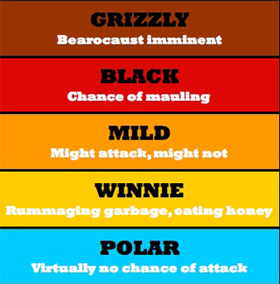 GRIZZLY
Bearocaust imminent
BLACK
Chance of mauling
MILD
Might attack, might not
WINNIE
Rummaging garbage, eating honey
POLAR
Virtually no chance of attack